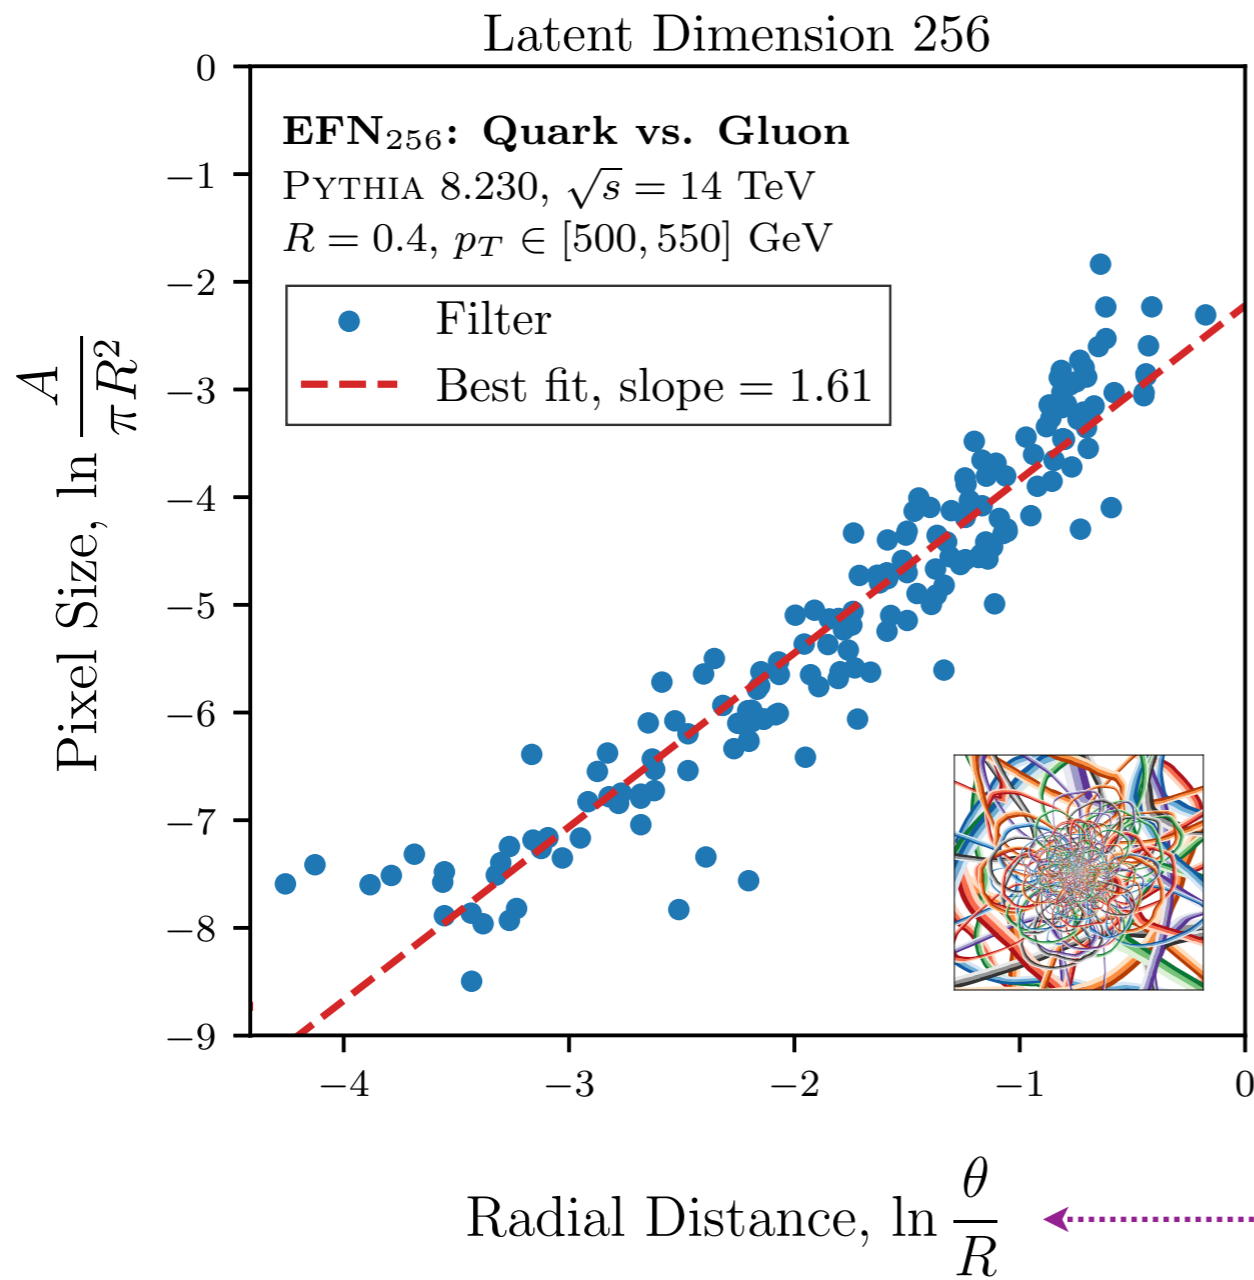 Latent Dimension 256
EFN₂₅₆: Quark vs. Gluon
PYTHIA 8.230, √s = 14 TeV
R = 0.4, p_T ∈ [500, 550] GeV
Filter
Best fit, slope = 1.61
Pixel Size, ln A/πR²
0
−1
−2
−3
−4
−5
−6
−7
−8
−9
−4
−3
−2
−1
0
Radial Distance, ln θ/R